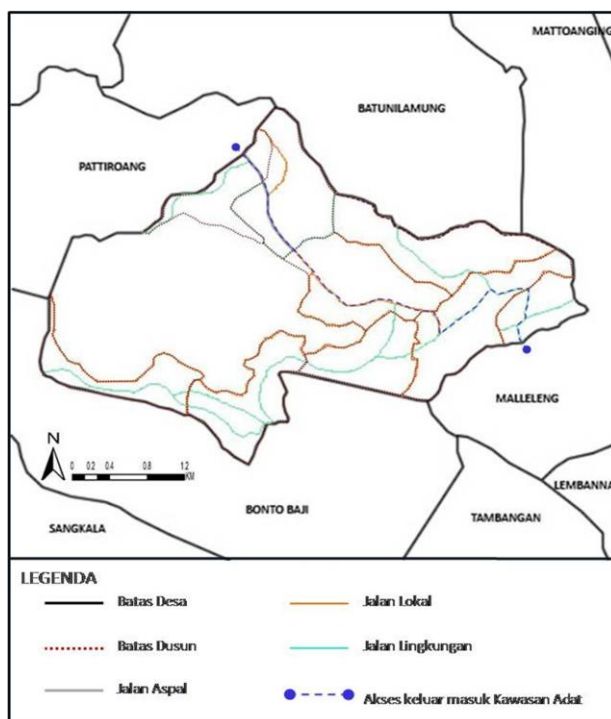 MATTOANGING
BATUNILAMUNG
PATTIROANG
MALLELENG
N
0 0.2 0.4 0.8 1.2
KM
LEMBANNA
BONTO BAJI
TAMBANGAN
SANGKALA
LEGENDA
Batas Desa
Jalan Lokal
Batas Dusun
Jalan Lingkungan
Jalan Aspal
Akses keluar masuk Kawasan Adat